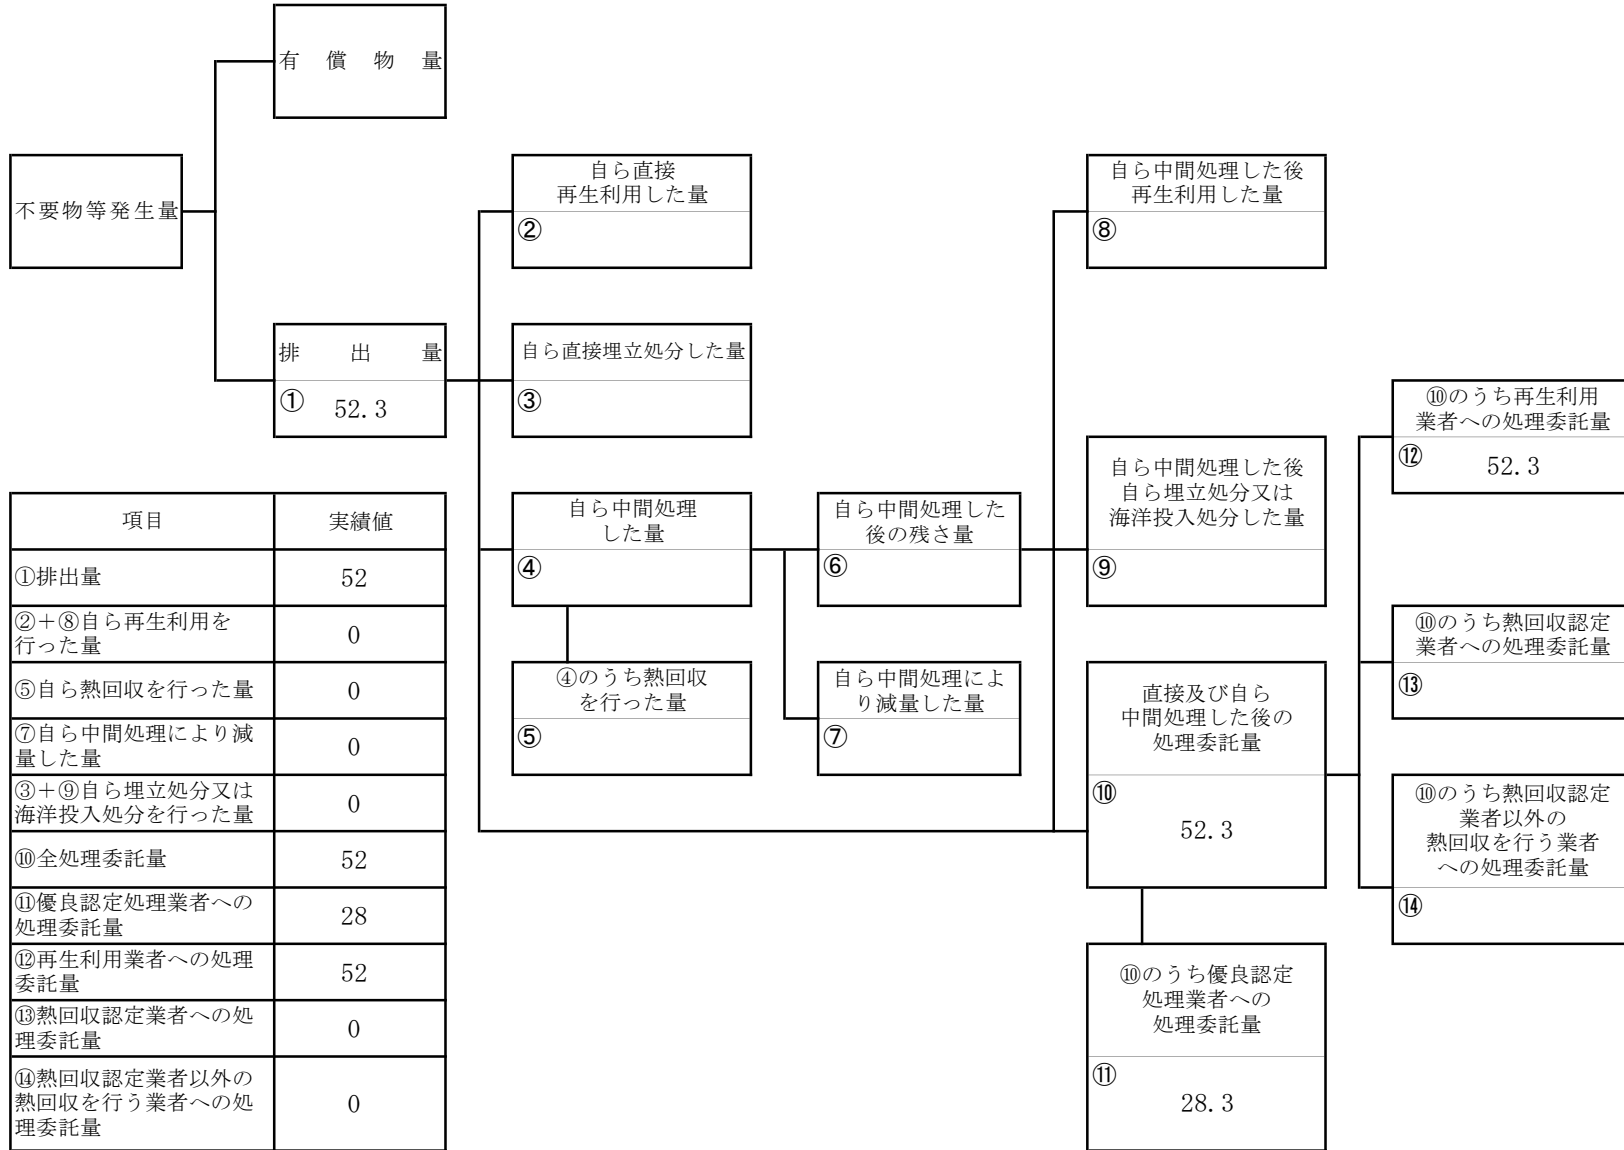 有償物量
不要物等発生量
排出量
① 52.3
自ら直接
再生利用した量
②
自ら直接埋立処分した量
③
自ら中間処理
した量
④
④のうち熱回収
を行った量
⑤
自ら中間処理した
後の残さ量
⑥
自ら中間処理によ
り減量した量
⑦
自ら中間処理した後
再生利用した量
⑧
自ら中間処理した後
自ら埋立処分又は
海洋投入処分した量
⑨
直接及び自ら
中間処理した後の
処理委託量
⑩
52.3
⑩のうち優良認定
処理業者への
処理委託量
⑪
28.3
⑩のうち再生利用
業者への処理委託量
⑫ 52.3
⑩のうち熱回収認定
業者への処理委託量
⑬
⑩のうち熱回収認定
業者以外の
熱回収を行う業者
への処理委託量
⑭
項目 実績値
①排出量 52
②+⑧自ら再生利用を
行った量 0
⑤自ら熱回収を行った量 0
⑦自ら中間処理により減
量した量 0
③+⑨自ら埋立処分又は
海洋投入処分を行った量 0
⑩全処理委託量 52
⑪優良認定処理業者への
処理委託量 28
⑫再生利用業者への処理
委託量 52
⑬熱回収認定業者への処
理委託量 0
⑭熱回収認定業者以外の
熱回収を行う業者への処
理委託量 0